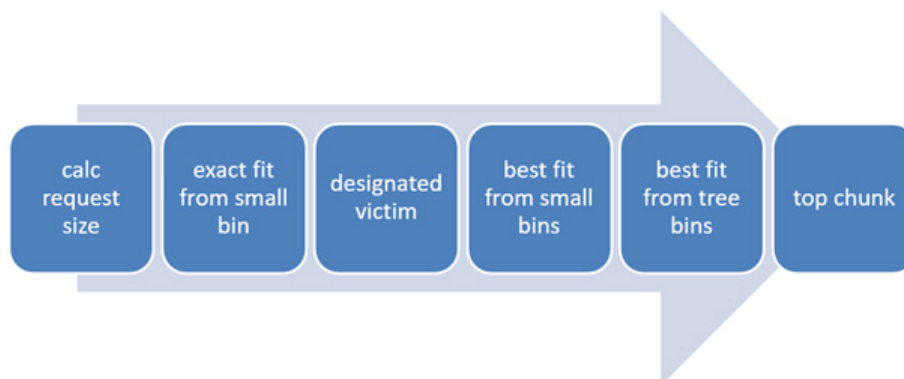 calc
request
size
exact fit
from small
bin
designated
victim
best fit
from small
bins
best fit
from tree
bins
top chunk